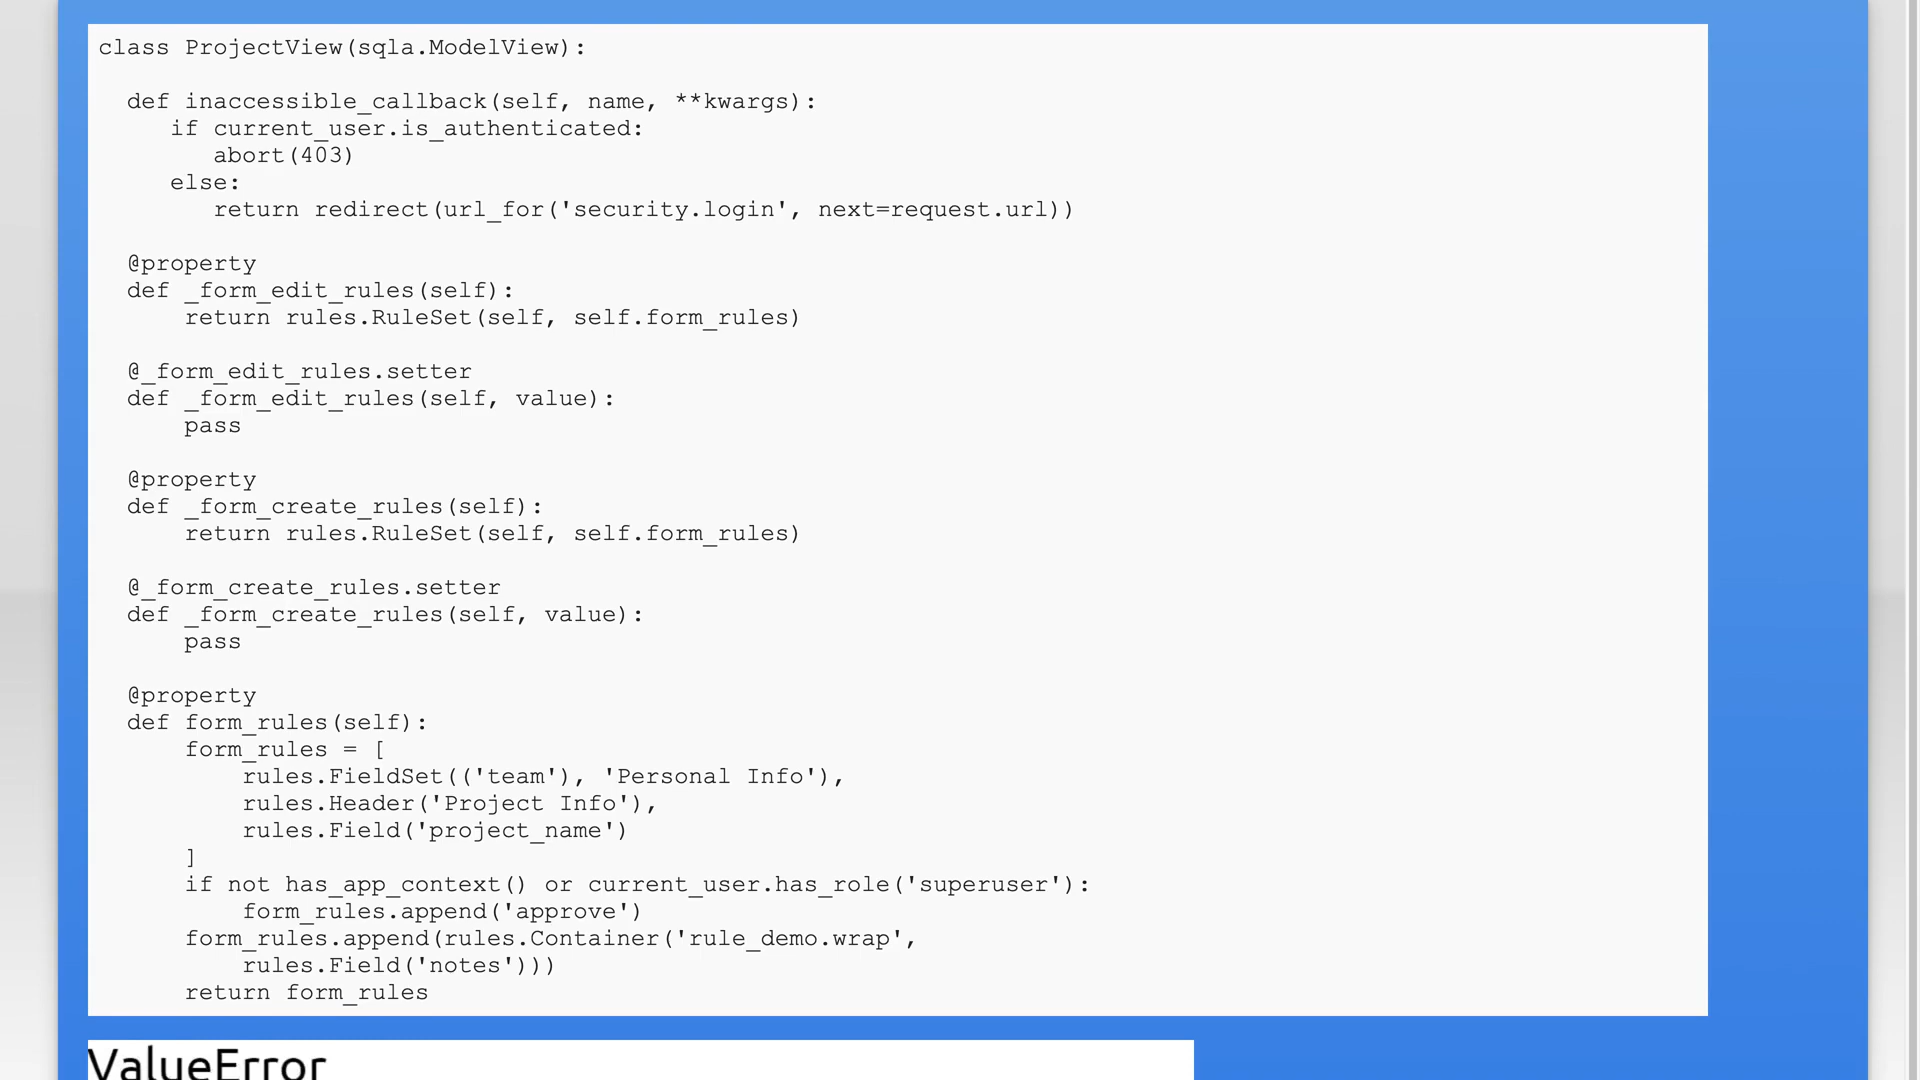 class ProjectView(sqla.ModelView):
def inaccessible_callback(self, name, **kwargs):
if current_user.is_authenticated:
abort(403)
else:
return redirect(url_for('security.login', next=request.url))
@property
def _form_edit_rules(self):
return rules.RuleSet(self, self.form_rules)
@_form_edit_rules.setter
def _form_edit_rules(self, value):
pass
@property
def _form_create_rules(self):
return rules.RuleSet(self, self.form_rules)
@_form_create_rules.setter
def _form_create_rules(self, value):
pass
@property
def form_rules(self):
form_rules = [
rules.FieldSet(('team'), 'Personal Info'),
rules.Header('Project Info'),
rules.Field('project_name')
]
if not has_app_context() or current_user.has_role('superuser'):
form_rules.append('approve')
form_rules.append(rules.Container('rule_demo.wrap',
rules.Field('notes')))
return form_rules
ValueError